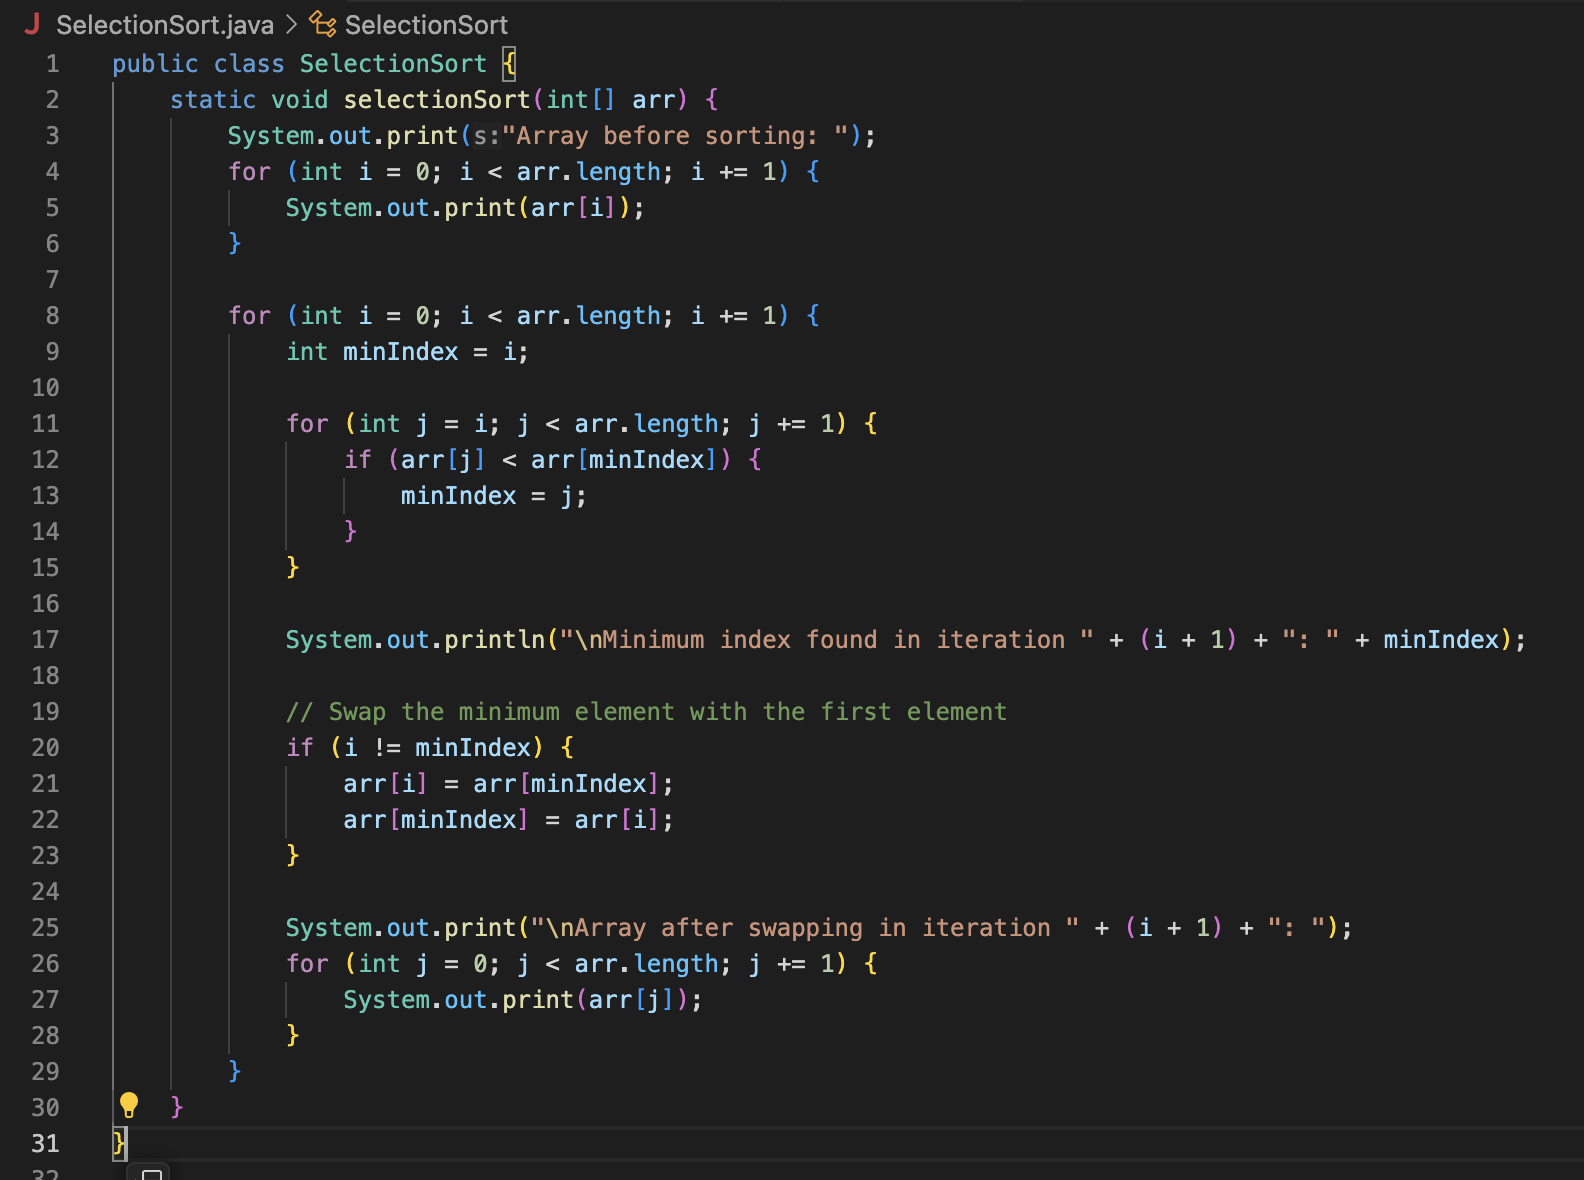 SelectionSort.java > SelectionSort
1 public class SelectionSort {
2     static void selectionSort(int[] arr) {
3         System.out.print(s:"Array before sorting: ");
4         for (int i = 0; i < arr.length; i += 1) {
5             System.out.print(arr[i]);
6         }
7
8         for (int i = 0; i < arr.length; i += 1) {
9             int minIndex = i;
10
11             for (int j = i; j < arr.length; j += 1) {
12                 if (arr[j] < arr[minIndex]) {
13                     minIndex = j;
14                 }
15             }
16
17             System.out.println("\nMinimum index found in iteration " + (i + 1) + ": " + minIndex);
18
19             // Swap the minimum element with the first element
20             if (i != minIndex) {
21                 arr[i] = arr[minIndex];
22                 arr[minIndex] = arr[i];
23             }
24
25             System.out.print("\nArray after swapping in iteration " + (i + 1) + ": ");
26             for (int j = 0; j < arr.length; j += 1) {
27                 System.out.print(arr[j]);
28             }
29         }
30     }
31 }
32